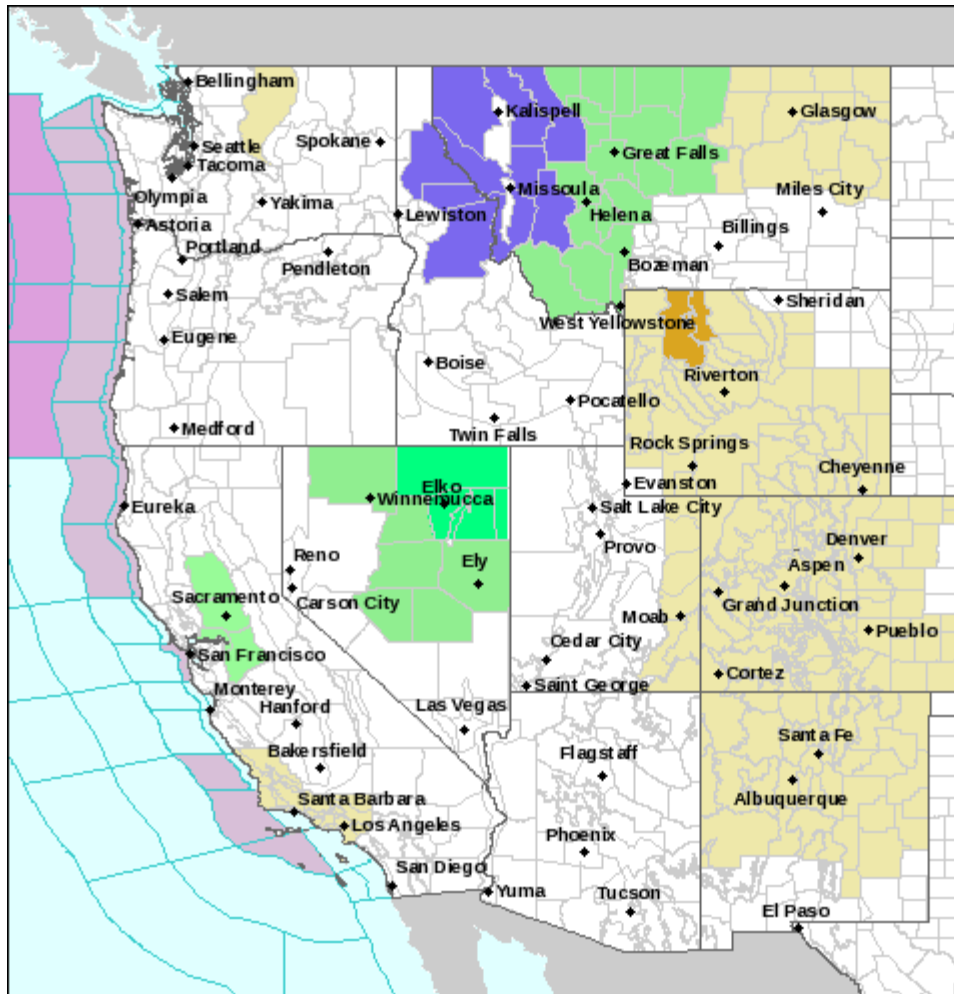 Bellingham
Kalispell
Glasgow
Spokane
Seattle
Great Falls
Tacoma
Missoula
Miles City
Olympia
Yakima
Lewiston
Helena
Astoria
Billings
Portland
Pendleton
Bozeman
Salem
Sheridan
West Yellowstone
Eugene
Boise
Riverton
Pocatello
Medford
Twin Falls
Rock Springs
Cheyenne
Elko
Evanston
Winnemucca
Eureka
Salt Lake City
Provo
Denver
Reno
Ely
Aspen
Sacramento
Carson City
Grand Junction
Moab
Pueblo
Cedar City
San Francisco
Cortez
Saint George
Monterey
Hanford
Las Vegas
Santa Fe
Bakersfield
Flagstaff
Albuquerque
Santa Barbara
Los Angeles
Phoenix
San Diego
Yuma
Tucson
El Paso